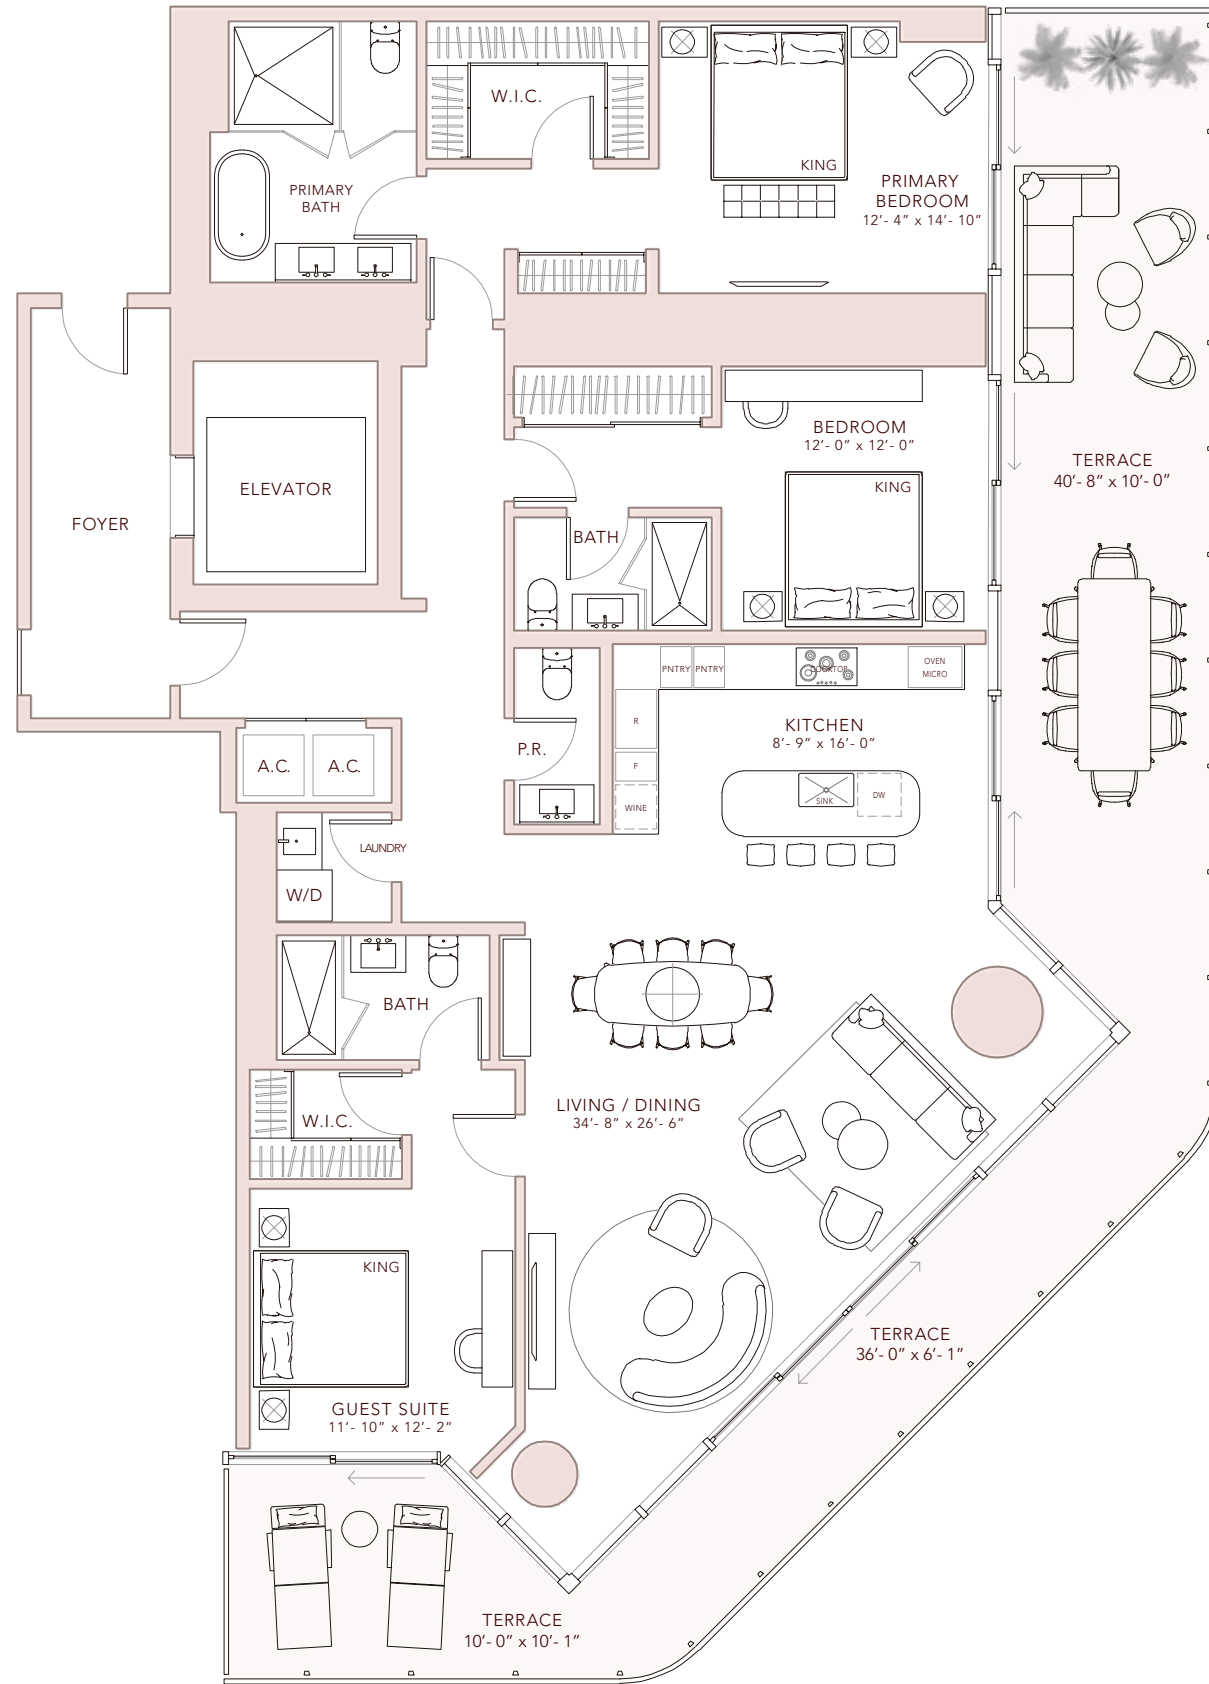 W.I.C.
KING
PRIMARY
BATH
PRIMARY
BEDROOM
12'- 4" x 14'- 10"
BEDROOM
12'- 0" x 12'- 0"
KING
TERRACE
40'- 8" x 10'- 0"
ELEVATOR
FOYER
BATH
PNTRY
PNTRY
COOKTOP
OVEN
MICRO
R
KITCHEN
8'- 9" x 16'- 0"
P.R.
A.C.
A.C.
F
WINE
SINK
DW
LAUNDRY
W/D
BATH
W.I.C.
LIVING / DINING
34'- 8" x 26'- 6"
KING
TERRACE
36'- 0" x 6'- 1"
GUEST SUITE
11'- 10" x 12'- 2"
TERRACE
10'- 0" x 10'- 1"